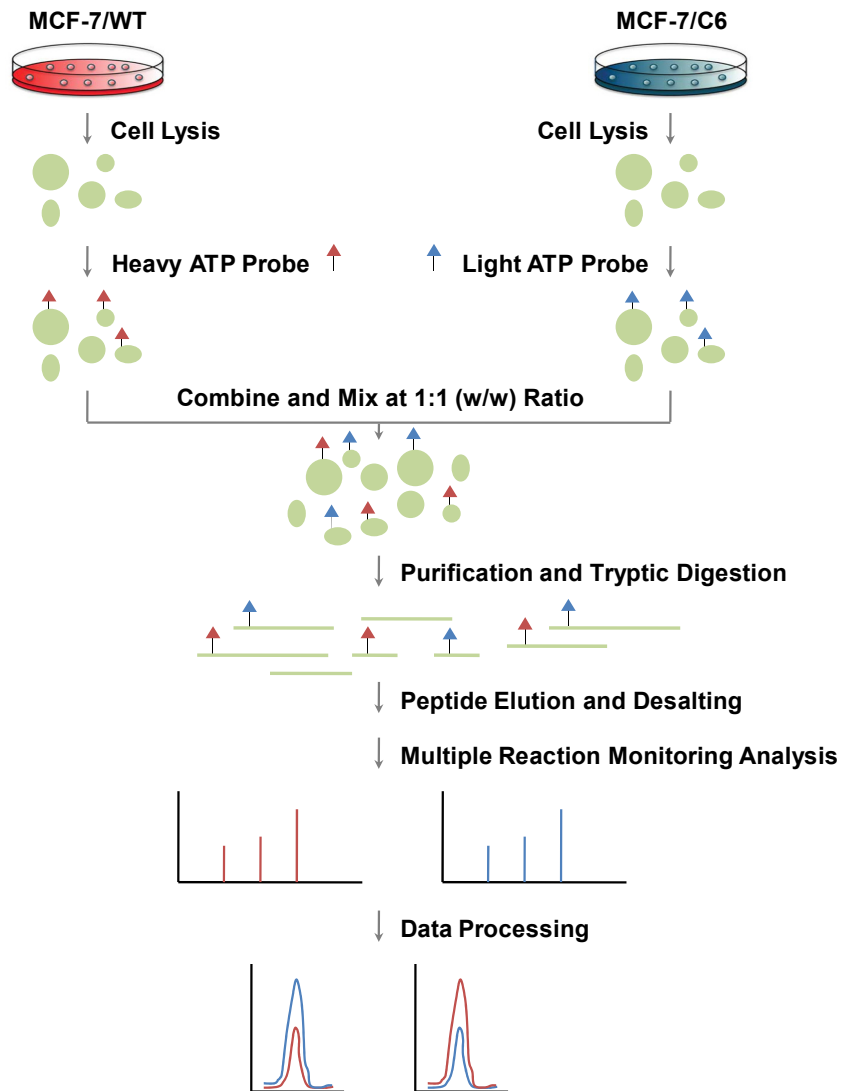 MCF-7/WT
MCF-7/C6
Cell Lysis
Cell Lysis
Heavy ATP Probe
Light ATP Probe
Combine and Mix at 1:1 (w/w) Ratio
Purification and Tryptic Digestion
Peptide Elution and Desalting
Multiple Reaction Monitoring Analysis
Data Processing